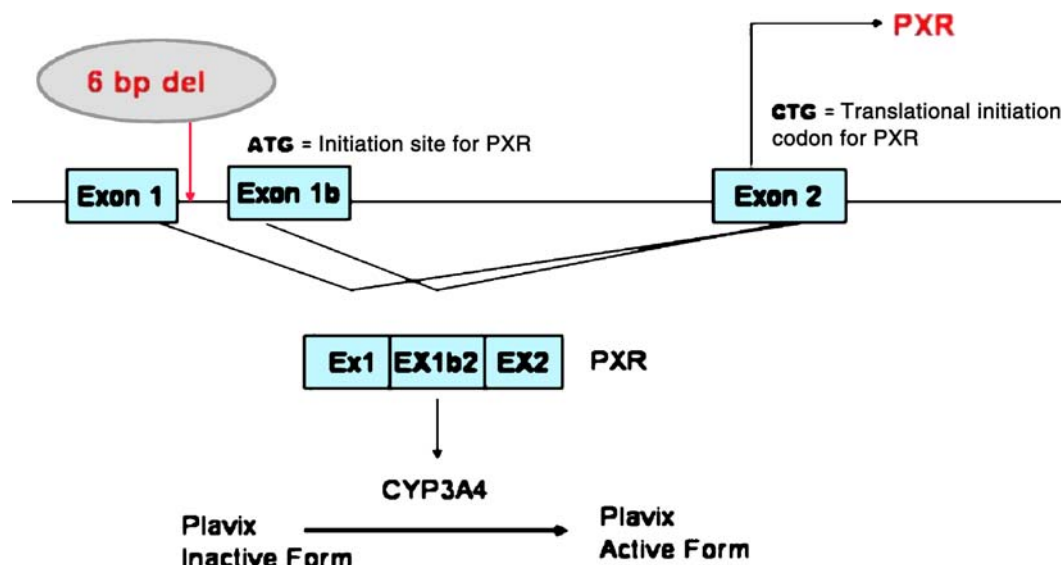 PXR
6 bp del
CTG = Translational initiation
codon for PXR
ATG = Initiation site for PXR
Exon 1
Exon 1b
Exon 2
Ex1
EX1b2
EX2
PXR
CYP3A4
Plavix
Inactive Form
Plavix
Active Form